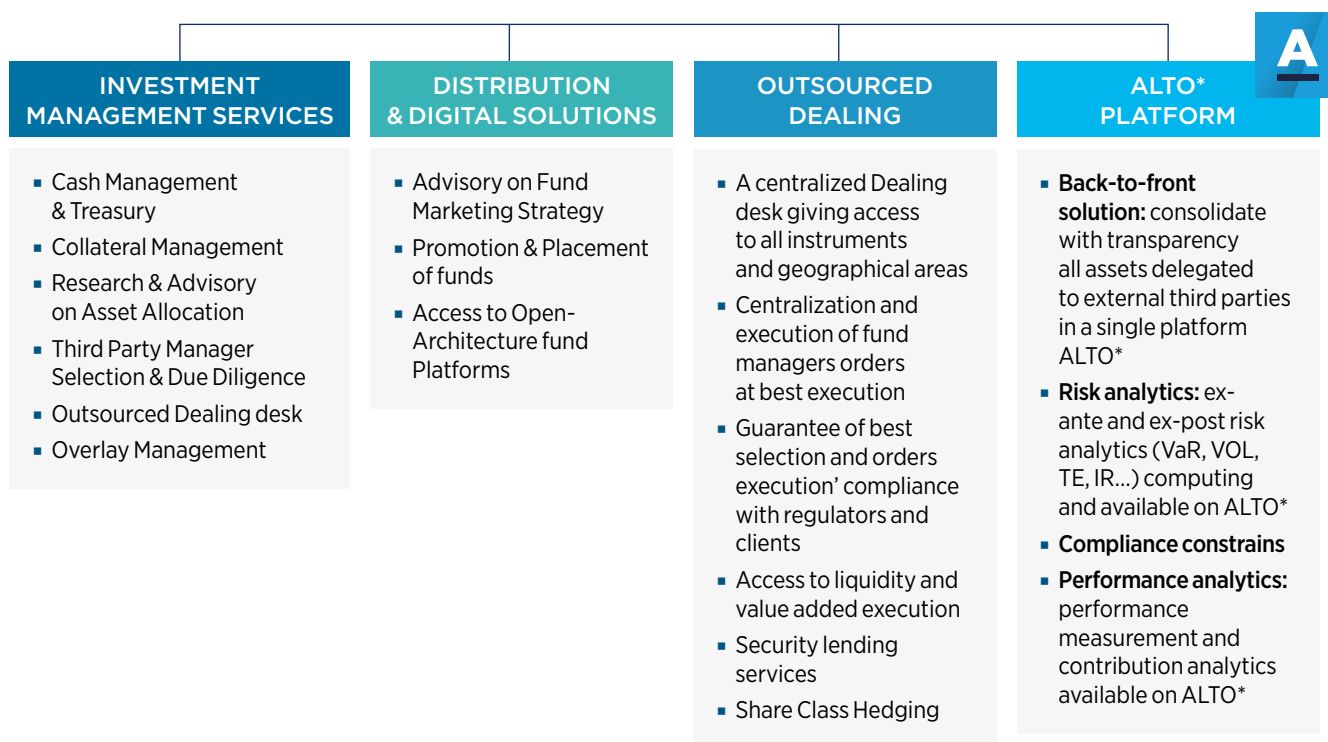 A
INVESTMENT
MANAGEMENT SERVICES
▪ Cash Management
& Treasury
▪ Collateral Management
▪ Research & Advisory
on Asset Allocation
▪ Third Party Manager
Selection & Due Diligence
▪ Outsourced Dealing desk
▪ Overlay Management
DISTRIBUTION
& DIGITAL SOLUTIONS
▪ Advisory on Fund
Marketing Strategy
▪ Promotion & Placement
of funds
▪ Access to Open-
Architecture fund
Platforms
OUTSOURCED
DEALING
▪ A centralized Dealing
desk giving access
to all instruments
and geographical areas
▪ Centralization and
execution of fund
managers orders
at best execution
▪ Guarantee of best
selection and orders
execution’ compliance
with regulators and
clients
▪ Access to liquidity and
value added execution
▪ Security lending
services
▪ Share Class Hedging
ALTO*
PLATFORM
▪ Back-to-front
solution: consolidate
with transparency
all assets delegated
to external third parties
in a single platform
ALTO*
▪ Risk analytics: ex-
ante and ex-post risk
analytics (VaR, VOL,
TE, IR...) computing
and available on ALTO*
▪ Compliance constrains
▪ Performance analytics:
performance
measurement and
contribution analytics
available on ALTO*